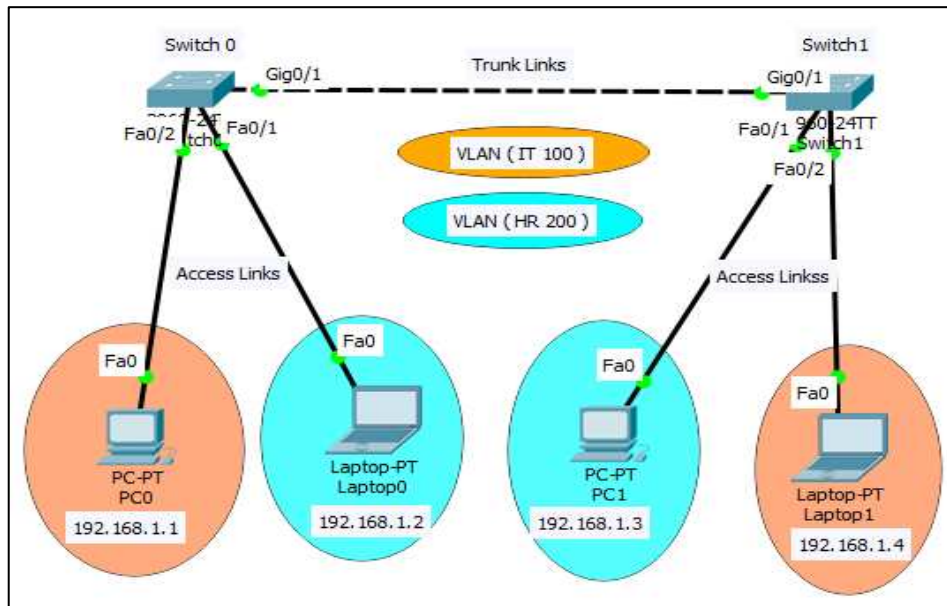 Switch 0
Switch1
Gig0/1
Trunk Links
Gig0/1
Fa0/2
Fa0/1
Fa0/1
Switch1
Fa0/2
VLAN ( IT 100 )
VLAN ( HR 200 )
Access Links
Access Linkss
Fa0
Fa0
Fa0
Fa0
PC-PT
PC0
192.168.1.1
Laptop-PT
Laptop0
192.168.1.2
PC-PT
PC1
192.168.1.3
Laptop-PT
Laptop1
192.168.1.4